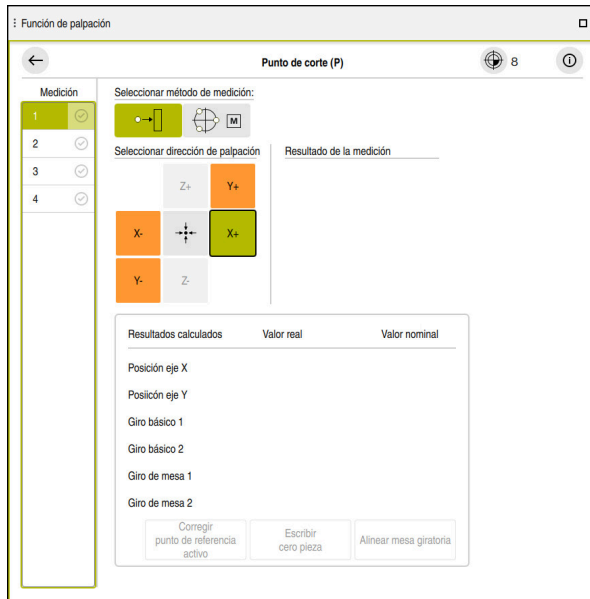 Función de palpación
Punto de corte (P)
8
Medición
Seleccionar método de medición:
1
M
2
Seleccionar dirección de palpación
Resultado de la medición
3
4
Z+
Y+
X-
X+
Y-
Z-
Resultados calculados
Valor real
Valor nominal
Posición eje X
Posiicón eje Y
Giro básico 1
Giro básico 2
Giro de mesa 1
Giro de mesa 2
Corregir
punto de referencia
activo
Escribir
cero pieza
Alinear mesa giratoria